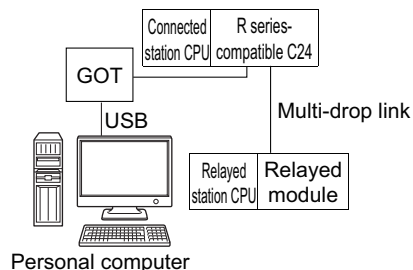 Connected
station CPU
R series-
compatible C24
GOT
USB
Multi-drop link
Relayed
station CPU
Relayed
module
Personal computer